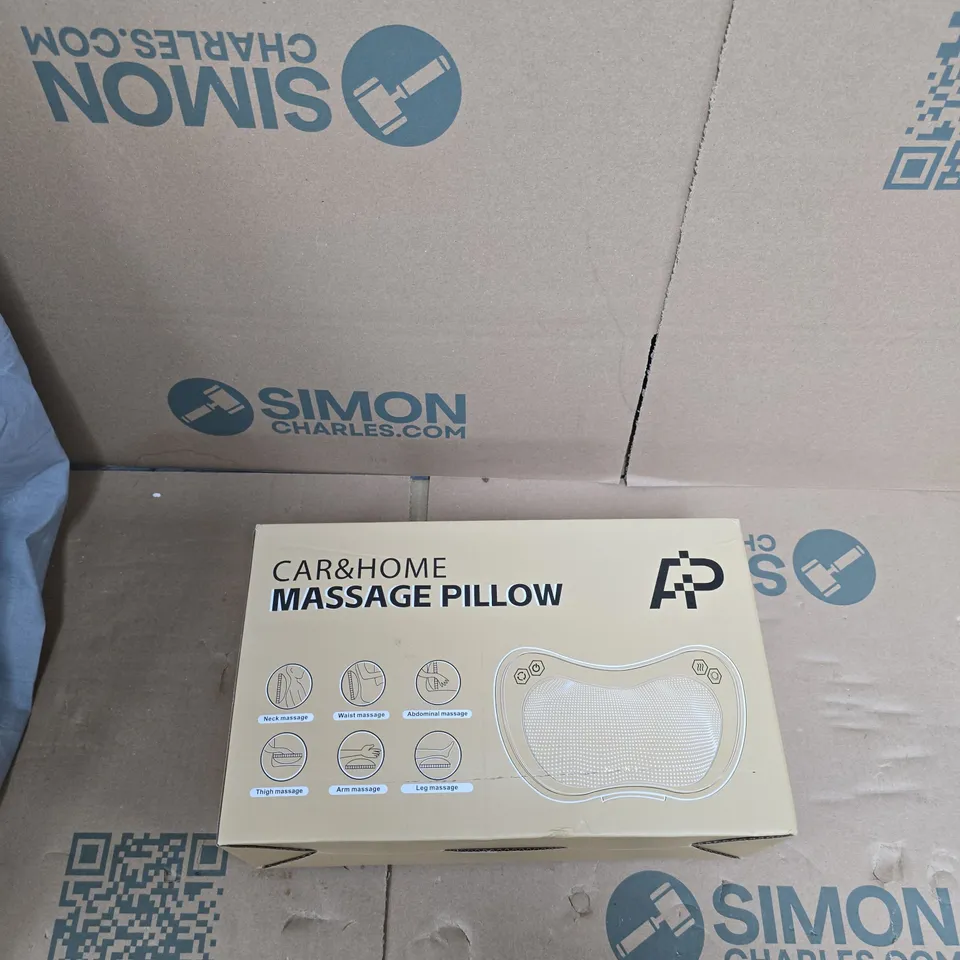 SIMON
CHARLES.COM
SIMON
CHARLES.COM
CAR&HOME
MASSAGE PILLOW
AP
Neck massage
Waist massage
Abdominal massage
Thigh massage
Arm massage
Leg massage
SIMON
CHARLES.COM